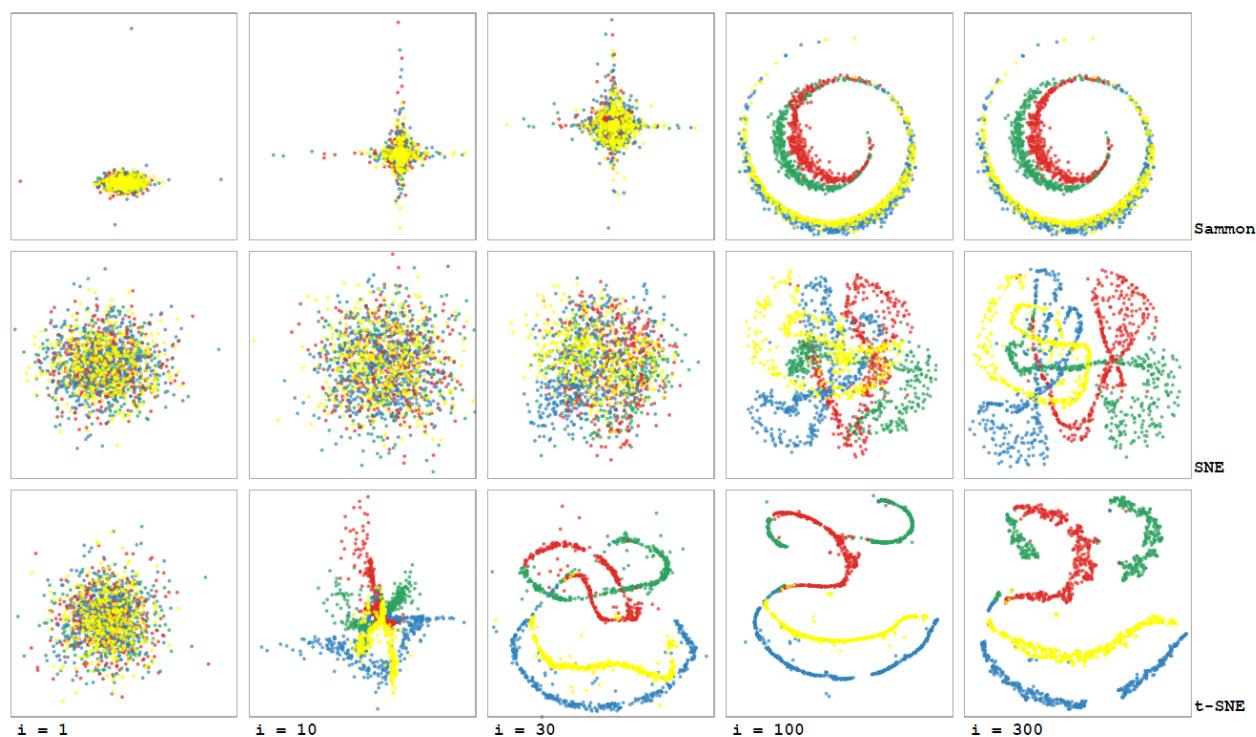 Sammon
SNE
t-SNE
i = 1
i = 10
i = 30
i = 100
i = 300